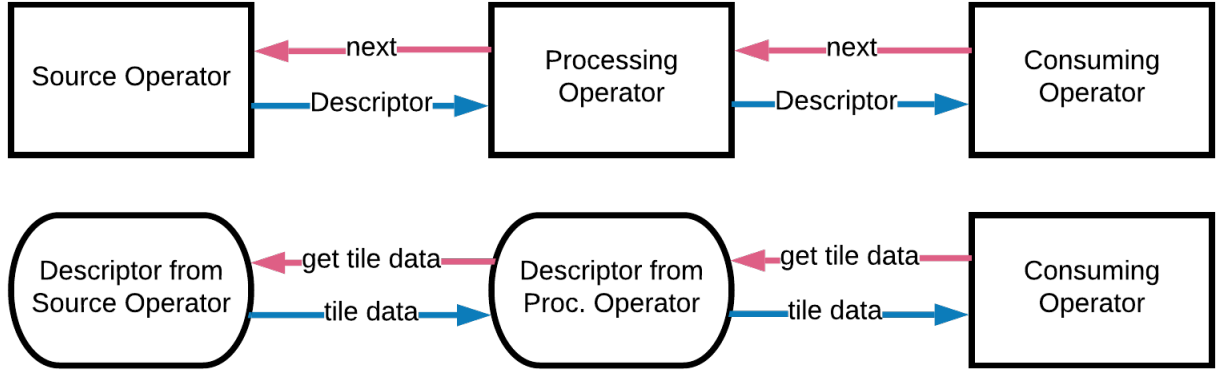 Source Operator
next
Descriptor
Processing
Operator
next
Descriptor
Consuming
Operator
Descriptor from
Source Operator
get tile data
tile data
Descriptor from
Proc. Operator
get tile data
tile data
Consuming
Operator